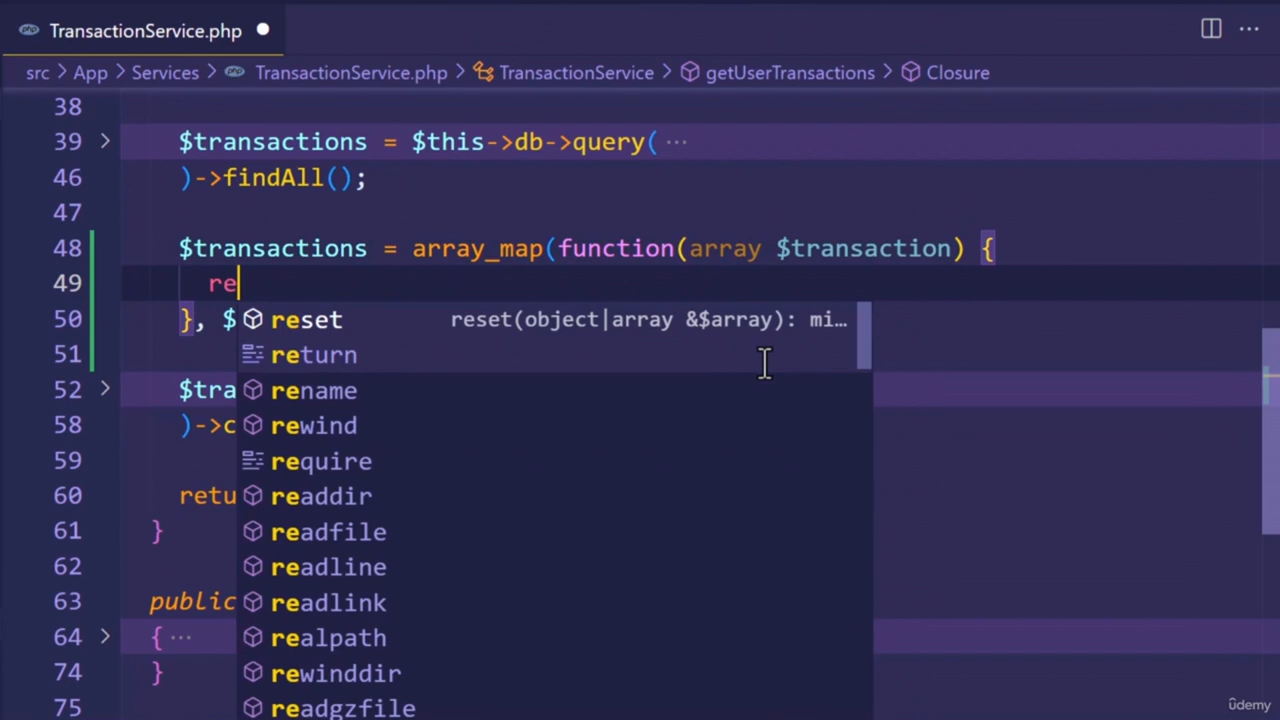 TransactionService.php
src > App > Services > TransactionService.php > TransactionService > getUserTransactions > Closure
38
39 $transactions = $this->db->query( ...
46 )->findAll();
47
48 $transactions = array_map(function(array $transaction) {
49 re
50 }, $
reset reset(object|array &$array): mi…
51
return
52 $tra
rename
58 )->c
rewind
59
require
60 retu
readdir
61 }
readfile
62
readline
63 public
readlink
64 { ...
realpath
74 }
rewinddir
75
readgzfile
udemy